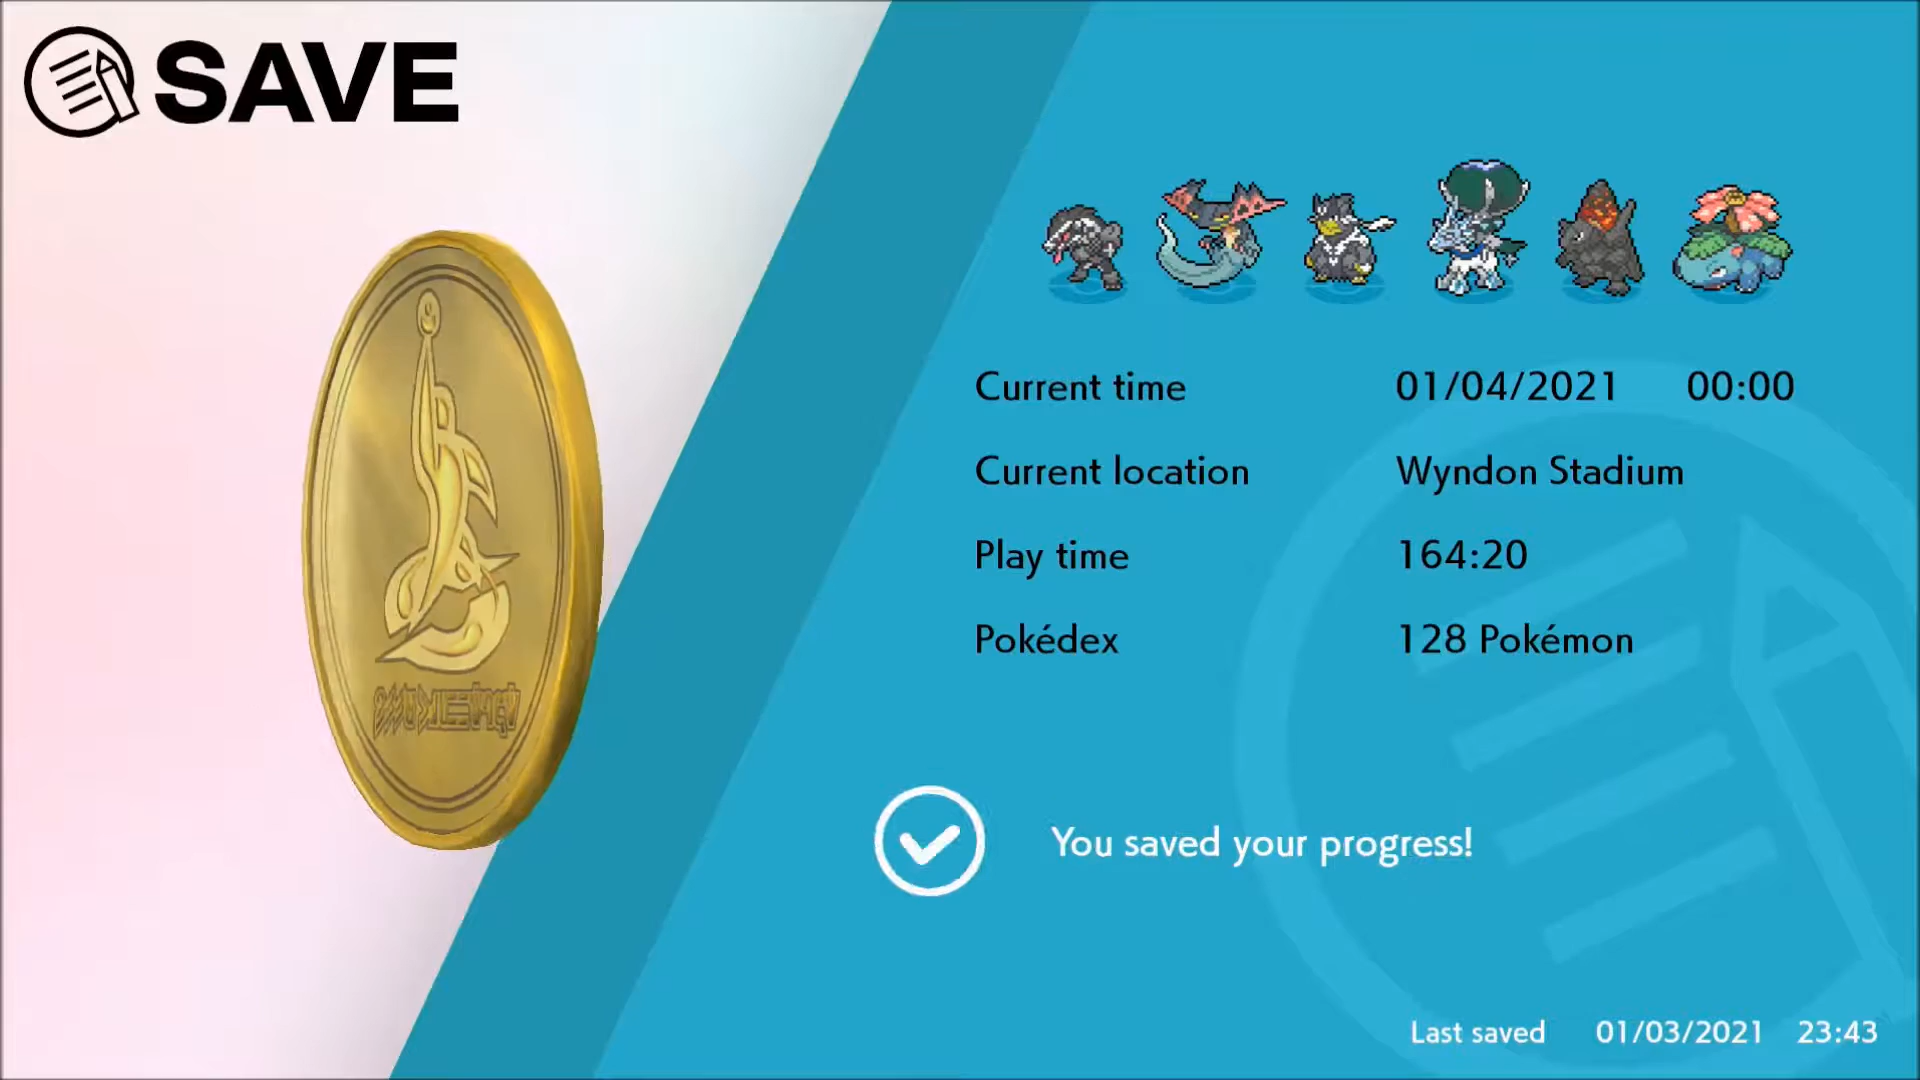 SAVE
Current time 01/04/2021 00:00
Current location Wyndon Stadium
Play time 164:20
Pokédex 128 Pokémon
You saved your progress!
Last saved 01/03/2021 23:43